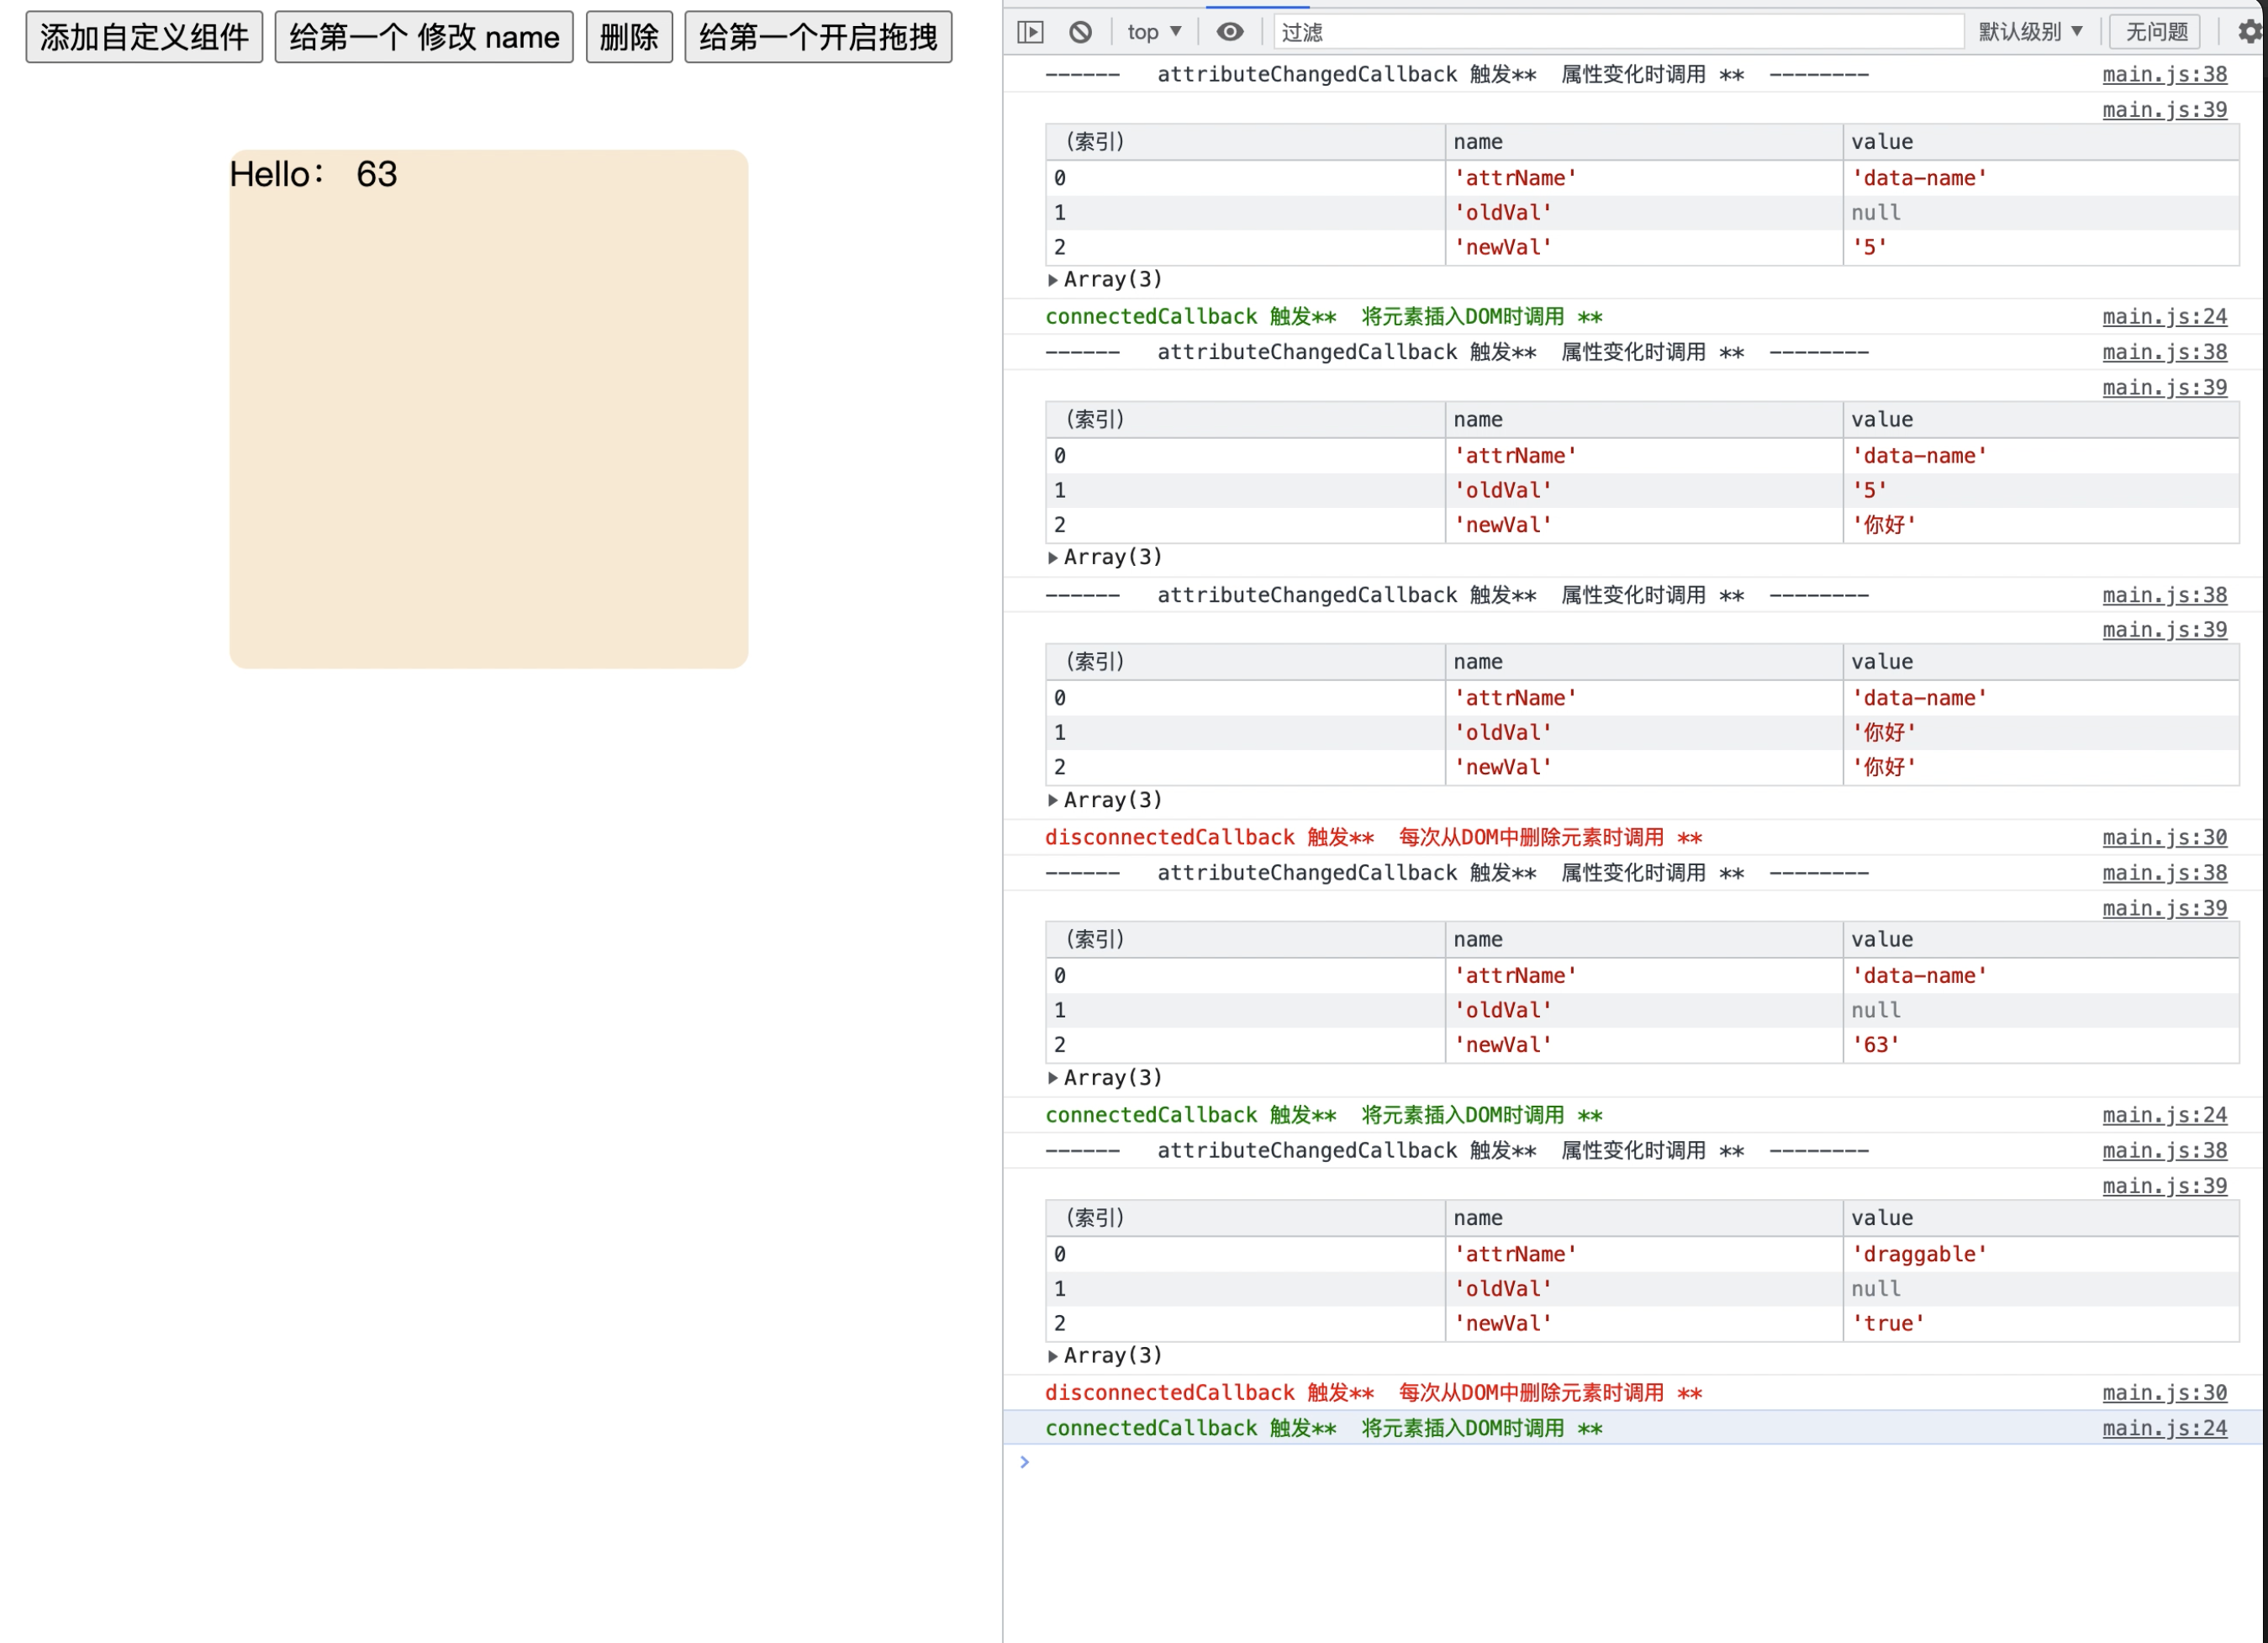 添加自定义组件 给第一个 修改 name 删除 给第一个开启拖拽
Hello： 63
top 过滤 默认级别 无问题
------ attributeChangedCallback 触发** 属性变化时调用 ** -------- main.js:38
main.js:39
(索引) name value
0 'attrName' 'data-name'
1 'oldVal' null
2 'newVal' '5'
Array(3)
connectedCallback 触发** 将元素插入DOM时调用 ** main.js:24
------ attributeChangedCallback 触发** 属性变化时调用 ** -------- main.js:38
main.js:39
(索引) name value
0 'attrName' 'data-name'
1 'oldVal' '5'
2 'newVal' '你好'
Array(3)
------ attributeChangedCallback 触发** 属性变化时调用 ** -------- main.js:38
main.js:39
(索引) name value
0 'attrName' 'data-name'
1 'oldVal' '你好'
2 'newVal' '你好'
Array(3)
disconnectedCallback 触发** 每次从DOM中删除元素时调用 ** main.js:30
------ attributeChangedCallback 触发** 属性变化时调用 ** -------- main.js:38
main.js:39
(索引) name value
0 'attrName' 'data-name'
1 'oldVal' null
2 'newVal' '63'
Array(3)
connectedCallback 触发** 将元素插入DOM时调用 ** main.js:24
------ attributeChangedCallback 触发** 属性变化时调用 ** -------- main.js:38
main.js:39
(索引) name value
0 'attrName' 'draggable'
1 'oldVal' null
2 'newVal' 'true'
Array(3)
disconnectedCallback 触发** 每次从DOM中删除元素时调用 ** main.js:30
connectedCallback 触发** 将元素插入DOM时调用 ** main.js:24